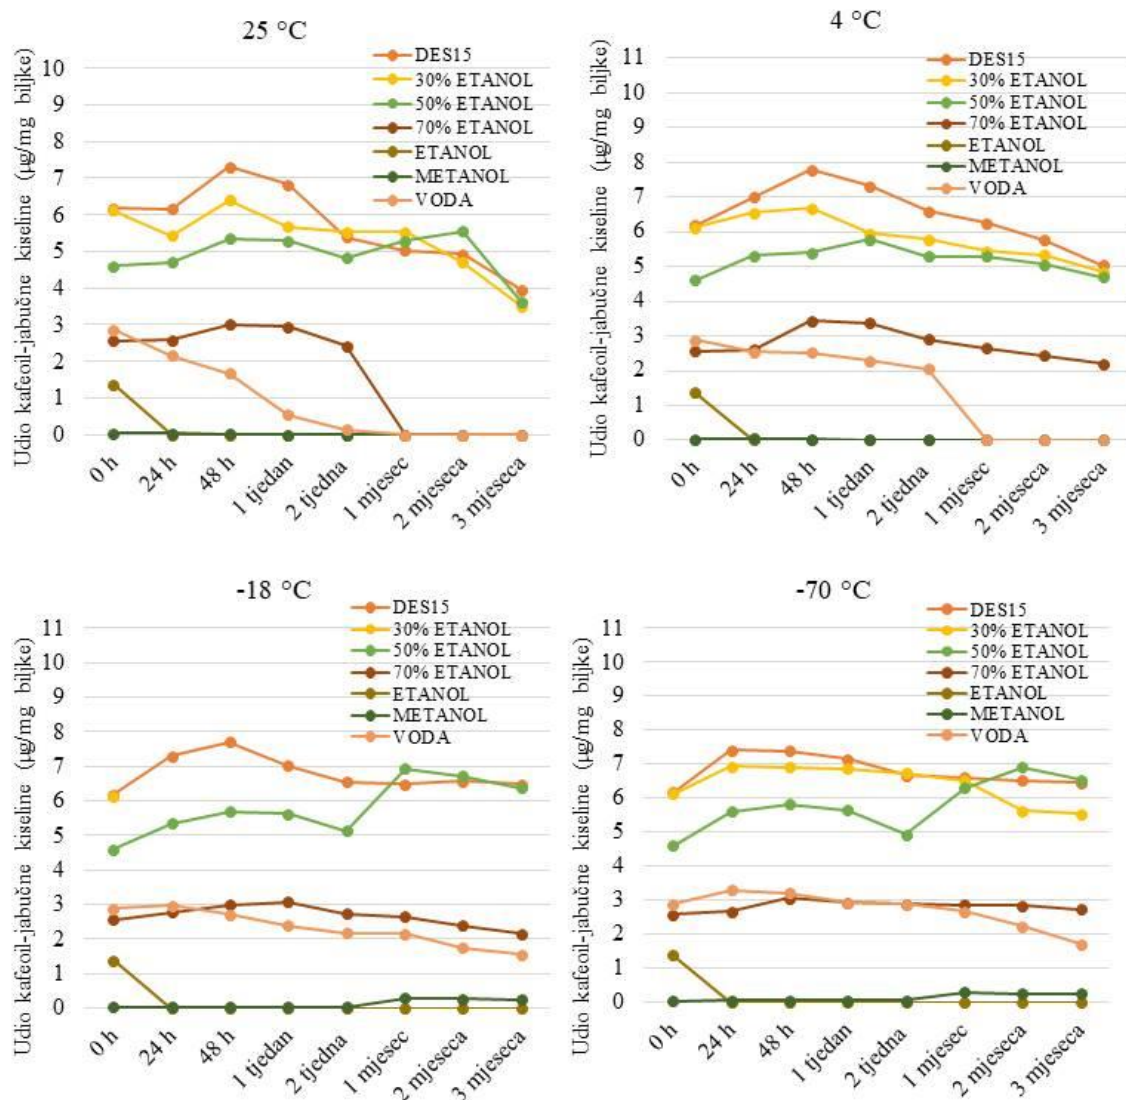 25 °C
Udio kafeoil-jabučne kiseline (µg/mg biljke)
10
9
8
7
6
5
4
3
2
1
0
DES15
30% ETANOL
50% ETANOL
70% ETANOL
ETANOL
METANOL
VODA
0 h
24 h
48 h
1 tjedan
2 tjedna
1 mjesec
2 mjeseca
3 mjeseca
4 °C
Udio kafeoil-jabučne kiseline (µg/mg biljke)
11
10
9
8
7
6
5
4
3
2
1
0
DES15
30% ETANOL
50% ETANOL
70% ETANOL
ETANOL
METANOL
VODA
0 h
24 h
48 h
1 tjedan
2 tjedna
1 mjesec
2 mjeseca
3 mjeseca
-18 °C
Udio kafeoil-jabučne kiseline (µg/mg biljke)
11
10
9
8
7
6
5
4
3
2
1
0
DES15
30% ETANOL
50% ETANOL
70% ETANOL
ETANOL
METANOL
VODA
0 h
24 h
48 h
1 tjedan
2 tjedna
1 mjesec
2 mjeseca
3 mjeseca
-70 °C
Udio kafeoil-jabučne kiseline (µg/mg biljke)
11
10
9
8
7
6
5
4
3
2
1
0
DES15
30% ETANOL
50% ETANOL
70% ETANOL
ETANOL
METANOL
VODA
0 h
24 h
48 h
1 tjedan
2 tjedna
1 mjesec
2 mjeseca
3 mjeseca